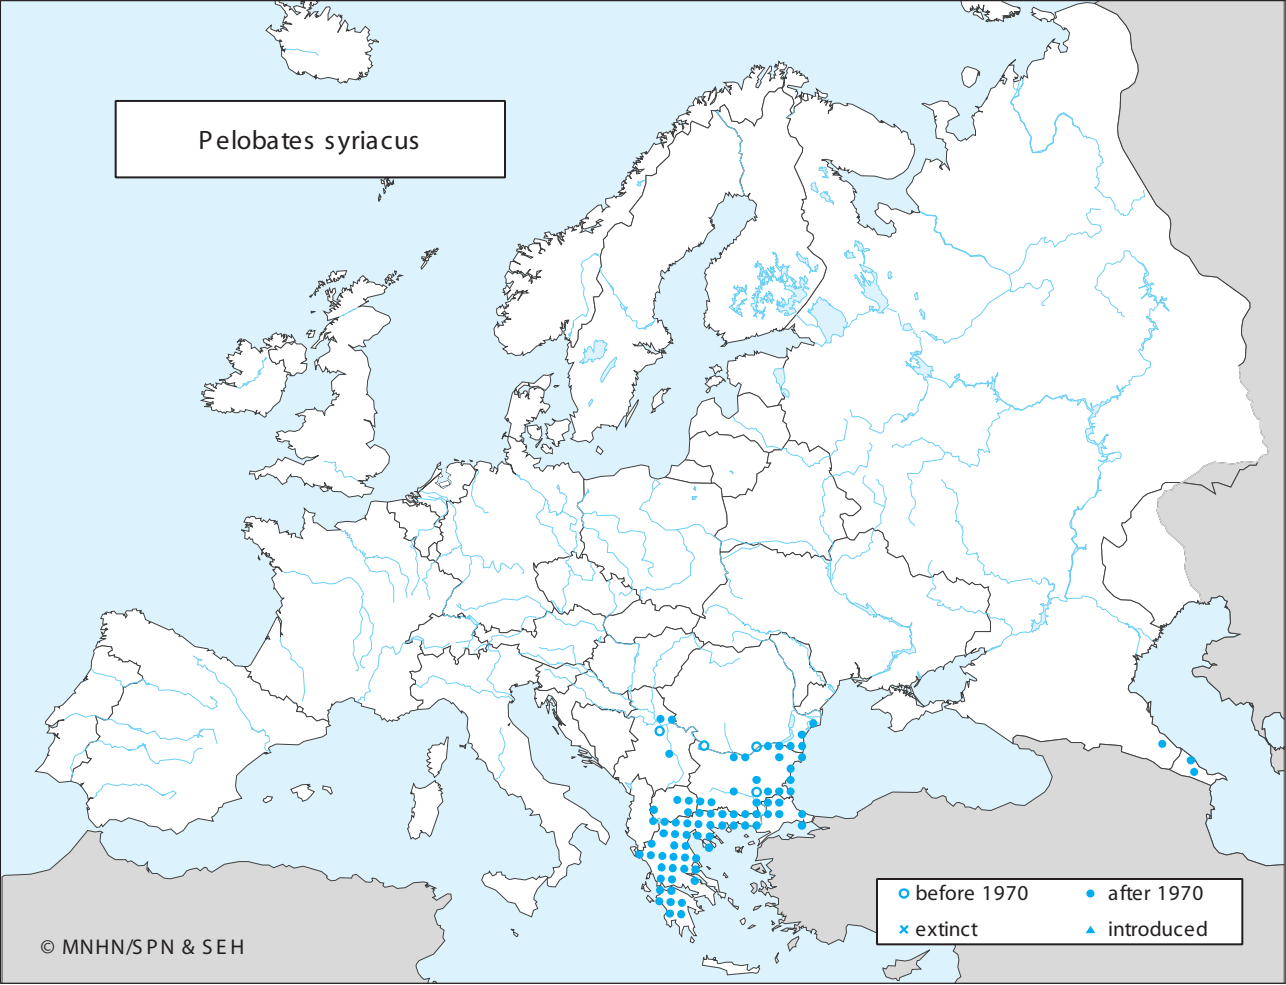 Pelobates syriacus
before 1970
after 1970
extinct
introduced
© MNHN/SPN & SEH